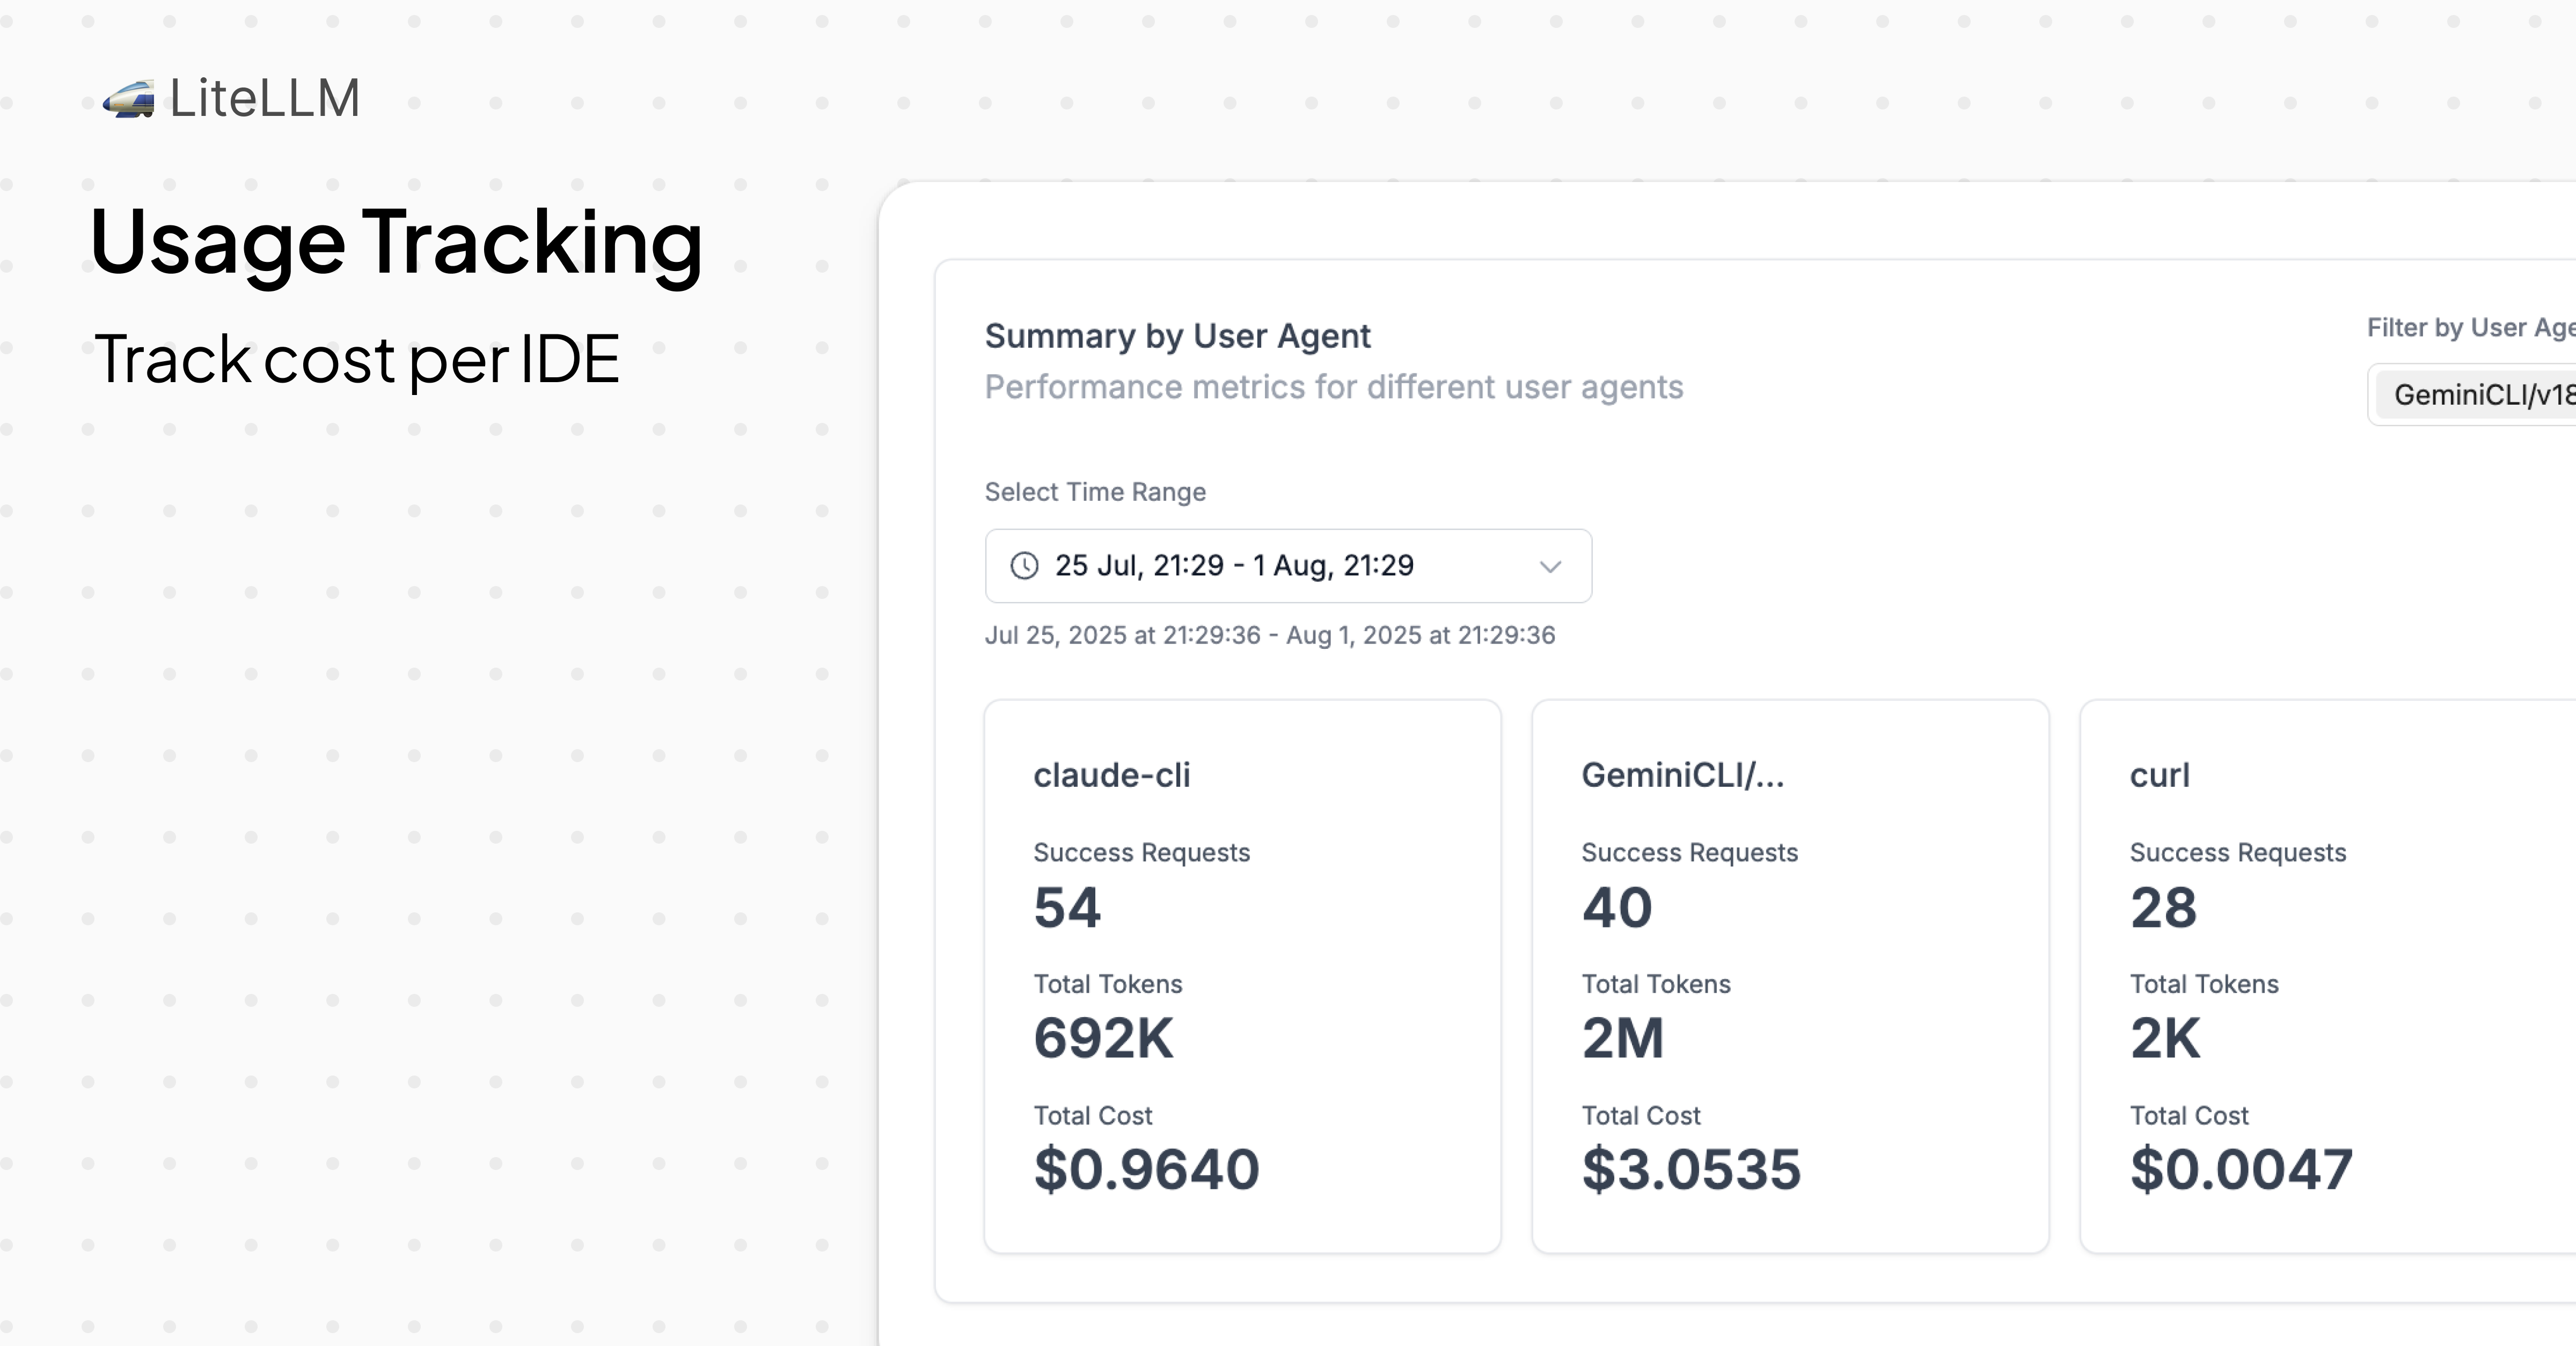 LiteLLM
Usage Tracking
Track cost per IDE
Summary by User Agent
Performance metrics for different user agents
Filter by User Age
GeminiCLI/v18
Select Time Range
25 Jul, 21:29 - 1 Aug, 21:29
Jul 25, 2025 at 21:29:36 - Aug 1, 2025 at 21:29:36
claude-cli
Success Requests
54
Total Tokens
692K
Total Cost
$0.9640
GeminiCLI/...
Success Requests
40
Total Tokens
2M
Total Cost
$3.0535
curl
Success Requests
28
Total Tokens
2K
Total Cost
$0.0047